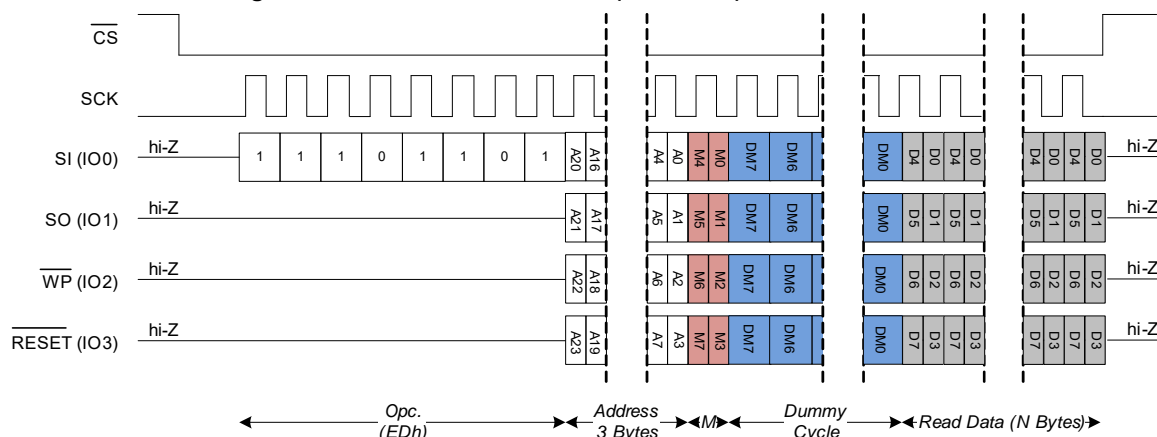 CS
SCK
SI (IO0) hi-Z 1 1 1 0 1 1 0 1 A20 A16 A4 A0 M4 M0 DM7 DM6 DM0 D4 D0 D4 D0 D4 D0 D4 D0 hi-Z
SO (IO1) hi-Z A21 A17 A5 A1 M5 M1 DM7 DM6 DM0 D5 D1 D5 D1 D5 D1 D5 D1 hi-Z
WP (IO2) hi-Z A22 A18 A6 A2 M6 M2 DM7 DM6 DM0 D6 D2 D6 D2 D6 D2 D6 D2 hi-Z
RESET (IO3) hi-Z A23 A19 A7 A3 M7 M3 DM7 DM6 DM0 D7 D3 D7 D3 D7 D3 D7 D3 hi-Z
Opc. (EDh) Address 3 Bytes M Dummy Cycle Read Data (N Bytes)